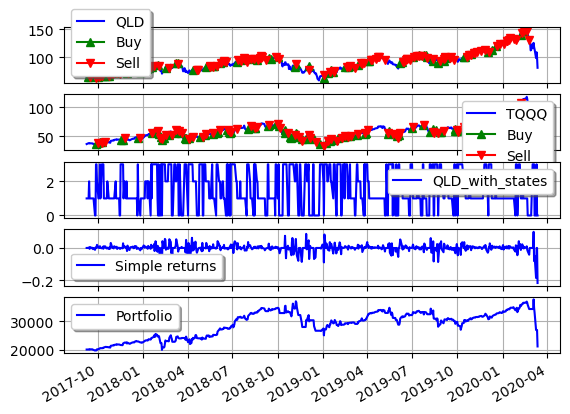 150
100
QLD
Buy
Sell
100
50
TQQQ
Buy
Sell
2
0
QLD_with_states
0.0
−0.2
Simple returns
30000
20000
Portfolio
2017-10 2018-01 2018-04 2018-07 2018-10 2019-01 2019-04 2019-07 2019-10 2020-01 2020-04